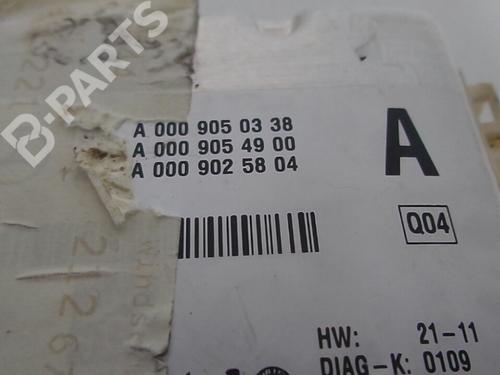 B-PARTS
A 000 905 03 38
A 000 905 49 00
A 000 902 58 04
A
Q04
HW: 21-11
DIAG-K: 0109